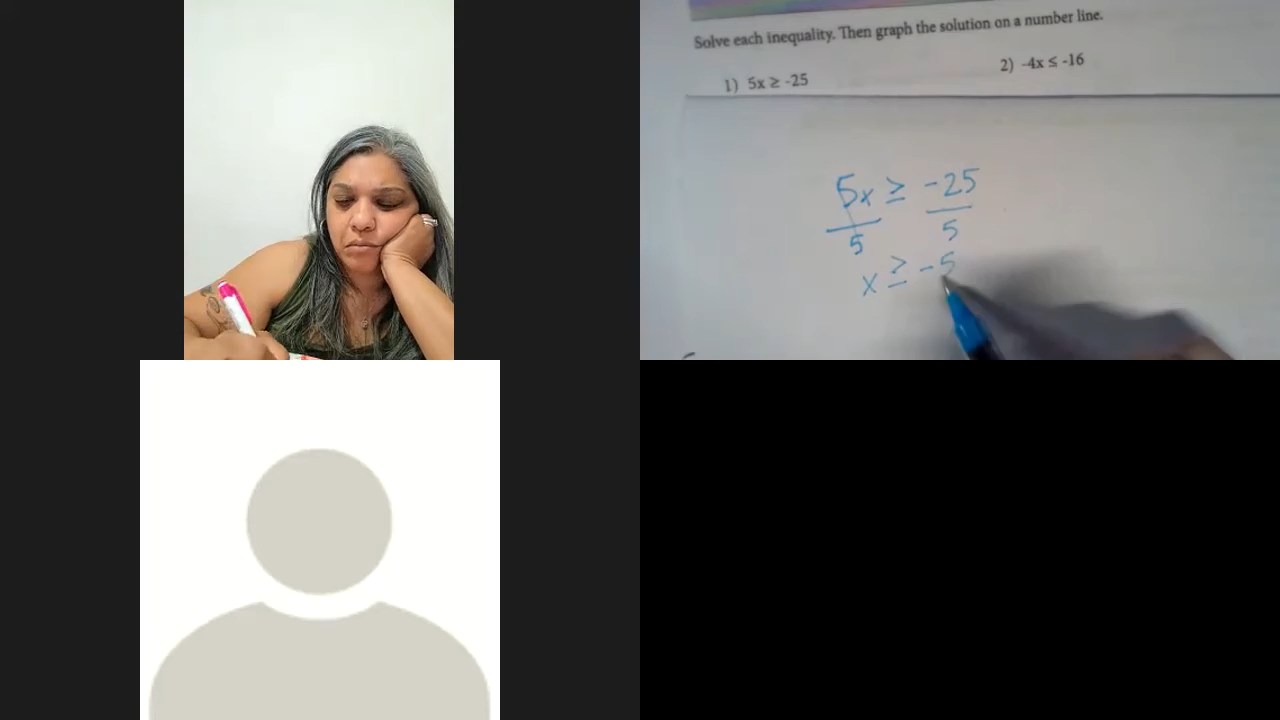 Solve each inequality. Then graph the solution on a number line.
1) 5x ≥ -25 2) -4x ≤ -16
5x ≥ -25
5 5
x ≥ -5